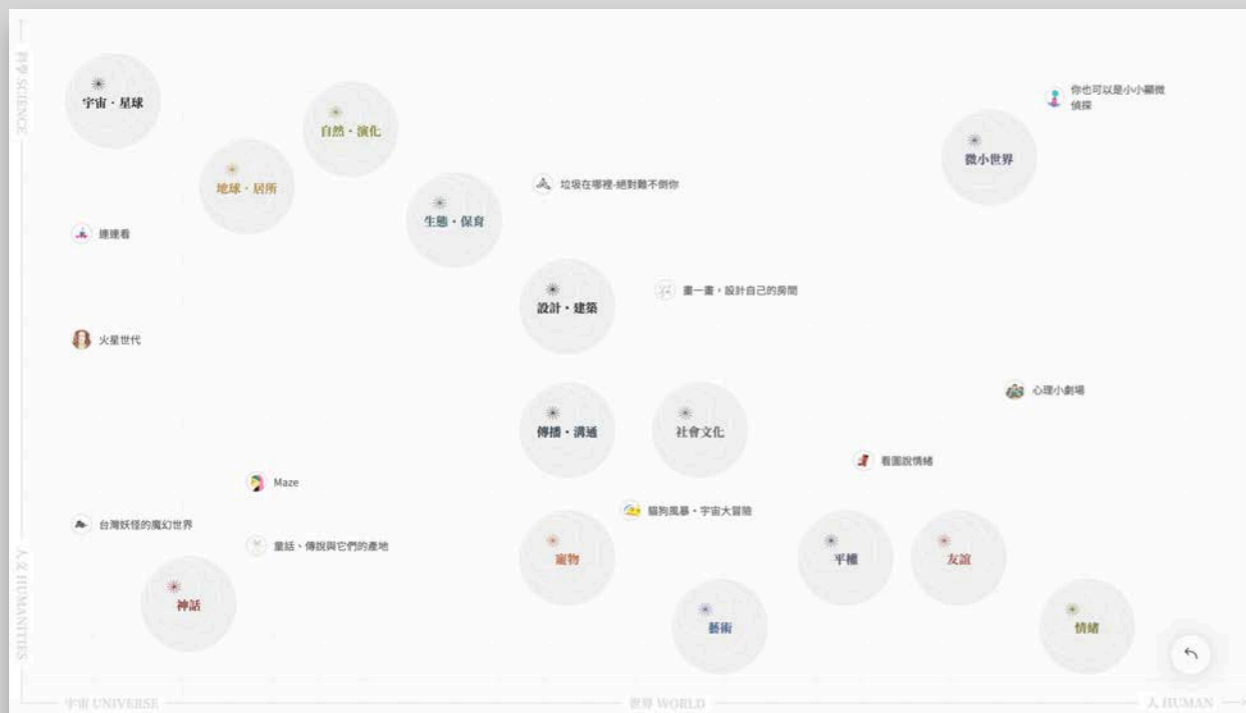 科學 SCIENCE
宇宙・星球
自然・演化
你也可以是小小顯微
偵探
微小世界
地球・居所
垃圾在哪裡-絕對難不倒你
生態・保育
連連看
畫一畫，設計自己的房間
設計・建築
火星世代
心理小劇場
傳播・溝通
社會文化
看圖說情緒
Maze
貓狗風暴・宇宙大冒險
台灣妖怪的魔幻世界
童話、傳說與它們的產地
寵物
平權
友誼
神話
藝術
情緒
人文 HUMANITIES
宇宙 UNIVERSE
世界 WORLD
人 HUMAN